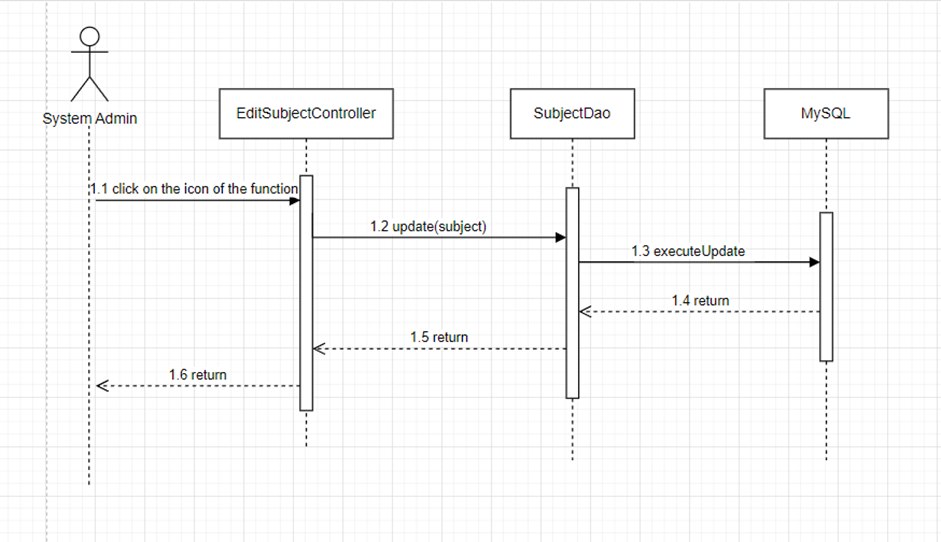 System Admin
EditSubjectController
SubjectDao
MySQL
1.1 click on the icon of the function
1.2 update(subject)
1.3 executeUpdate
1.4 return
1.5 return
1.6 return